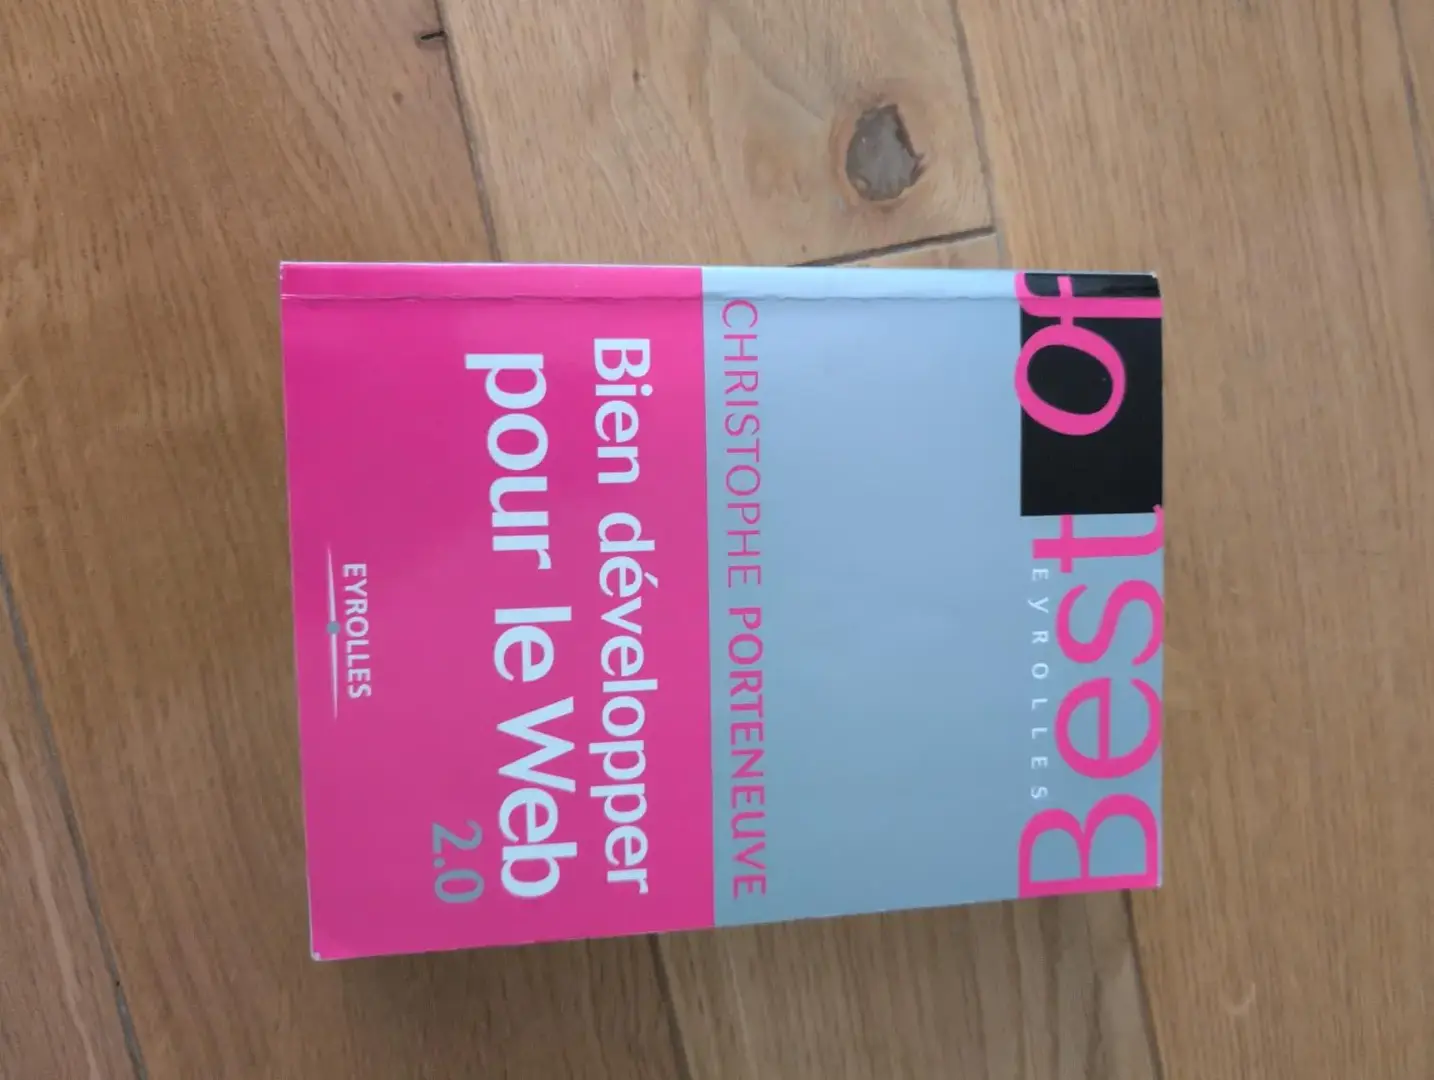 Best Of
EYROLLES
CHRISTOPHE PORTENEUVE
Bien développer
pour le Web
2.0
EYROLLES